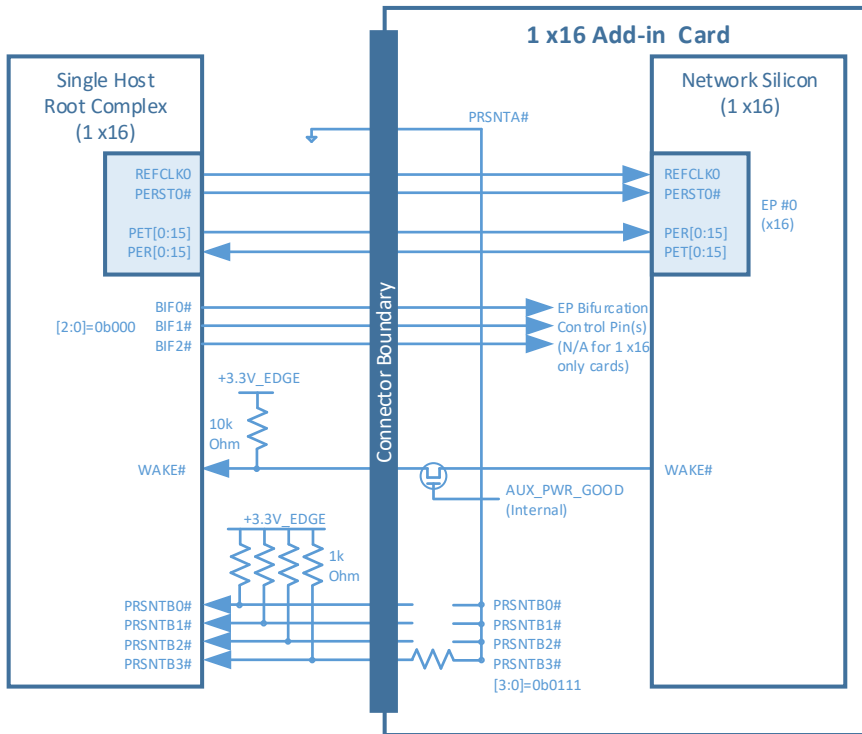 1 x16 Add-in Card
Single Host
Root Complex
(1 x16)
Network Silicon
(1 x16)
PRSNTA#
REFCLK0
PERST0#
PET[0:15]
PER[0:15]
REFCLK0
PERST0#
PER[0:15]
PET[0:15]
EP #0
(x16)
Connector Boundary
BIF0#
BIF1#
BIF2#
[2:0]=0b000
EP Bifurcation
Control Pin(s)
(N/A for 1 x16
only cards)
+3.3V_EDGE
10k
Ohm
WAKE#
WAKE#
AUX_PWR_GOOD
(Internal)
+3.3V_EDGE
1k
Ohm
PRSNTB0#
PRSNTB1#
PRSNTB2#
PRSNTB3#
PRSNTB0#
PRSNTB1#
PRSNTB2#
PRSNTB3#
[3:0]=0b0111